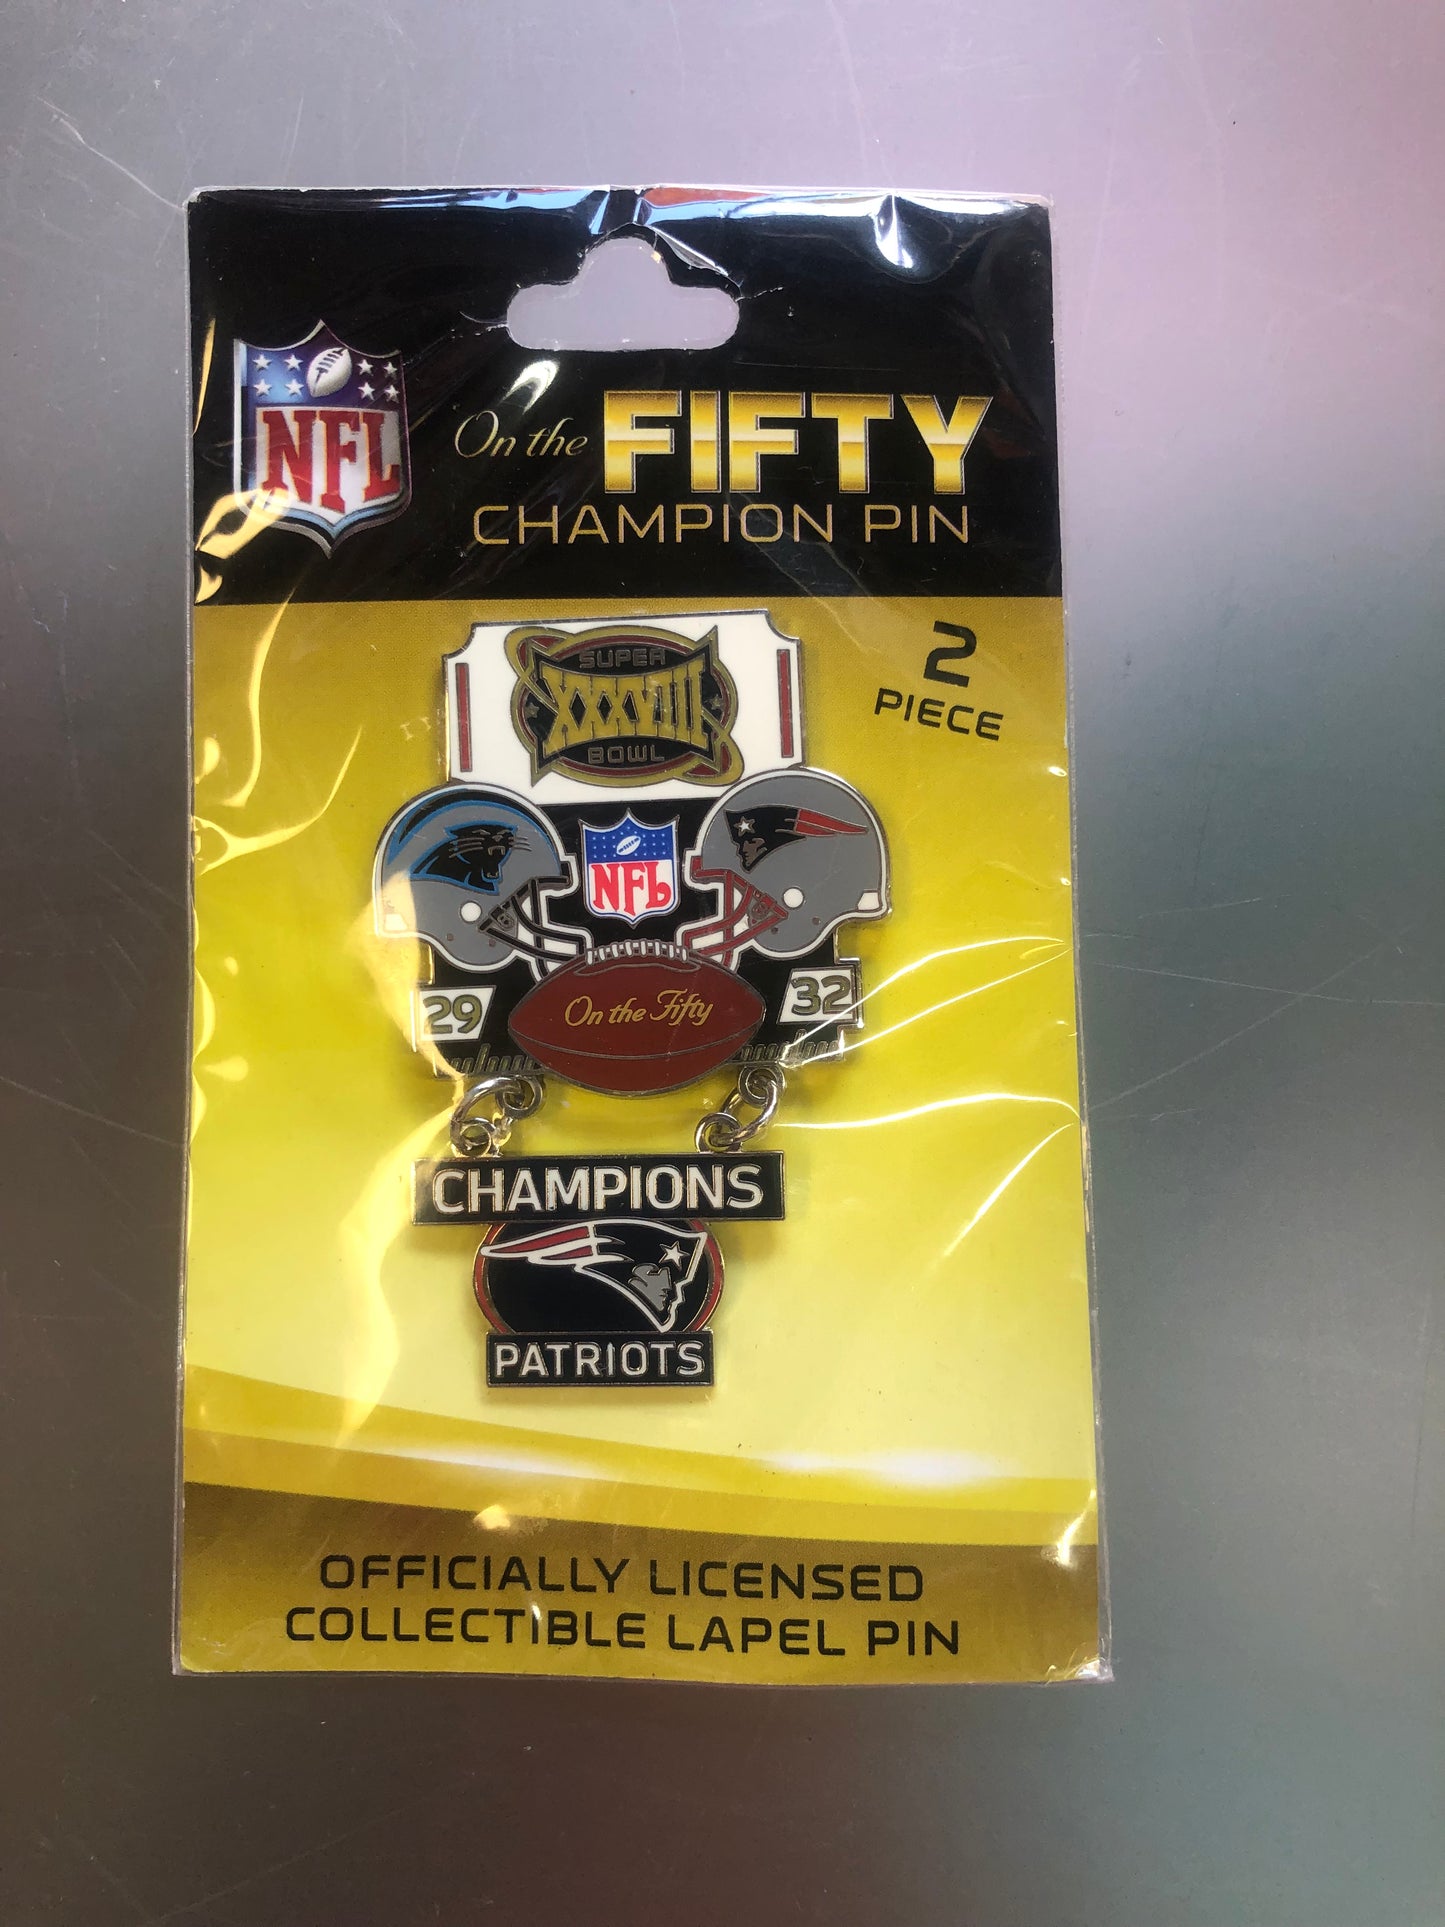 NFL
On the FIFTY
CHAMPION PIN
2
PIECE
SUPER
XXXVIII
BOWL
NFL
29
On the Fifty
32
CHAMPIONS
PATRIOTS
OFFICIALLY LICENSED
COLLECTIBLE LAPEL PIN